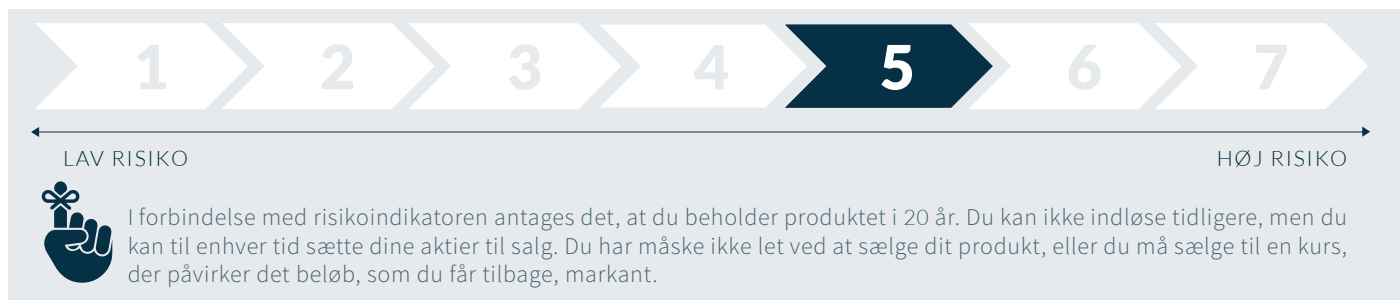 1 2 3 4 5 6 7
LAV RISIKO HØJ RISIKO
I forbindelse med risikoindikatoren antages det, at du beholder produktet i 20 år. Du kan ikke indløse tidligere, men du
kan til enhver tid sætte dine aktier til salg. Du har måske ikke let ved at sælge dit produkt, eller du må sælge til en kurs,
der påvirker det beløb, som du får tilbage, markant.